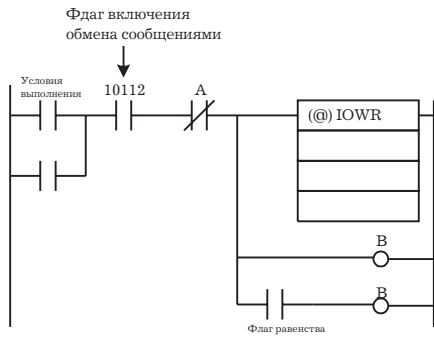 Фдаг включения
обмена сообщениями
Условия
выполнения
10112
A
(@) IOWR
B
B
Флаг равенства